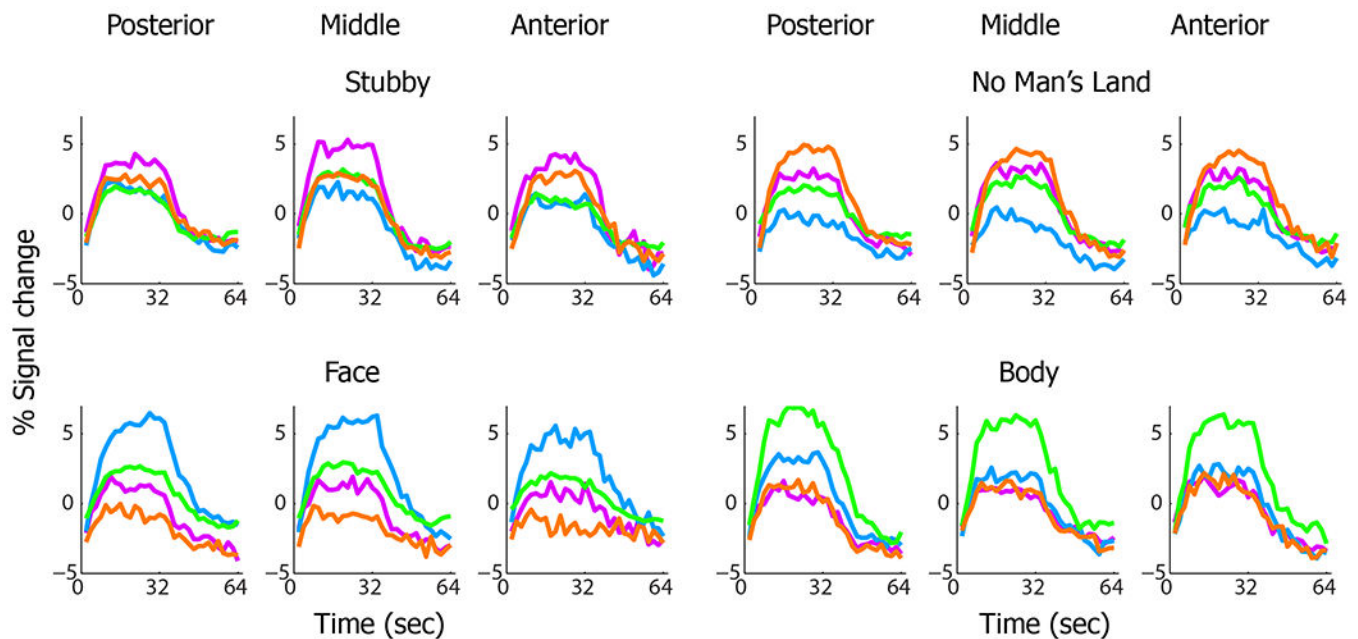 Posterior Middle Anterior Posterior Middle Anterior
Stubby No Man's Land
5 5 5 5 5 5
0 0 0 0 0 0
−5 −5 −5 −5 −5 −5
0 32 64 0 32 64 0 32 64 0 32 64 0 32 64 0 32 64
% Signal change
Face Body
5 5 5 5 5 5
0 0 0 0 0 0
−5 −5 −5 −5 −5 −5
0 32 64 0 32 64 0 32 64 0 32 64 0 32 64 0 32 64
Time (sec) Time (sec)